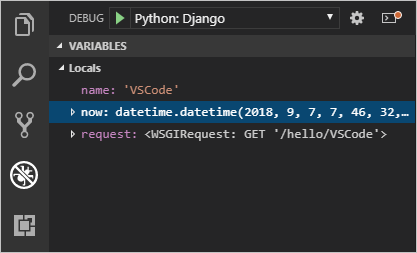 DEBUG Python: Django
VARIABLES
Locals
name: 'VSCode'
now: datetime.datetime(2018, 9, 7, 7, 46, 32,...
request: <WSGIRequest: GET '/hello/VSCode'>